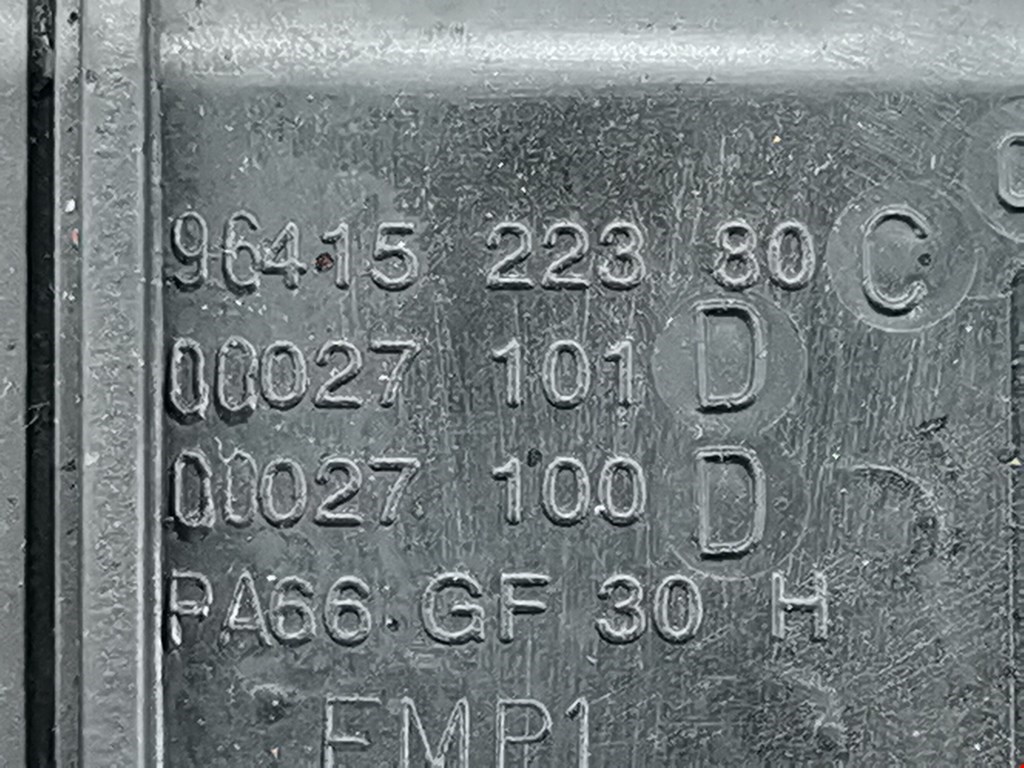 96415 223 80 C
00027 101 D
00027 100 D
PA66 GF 30 H
EMP1